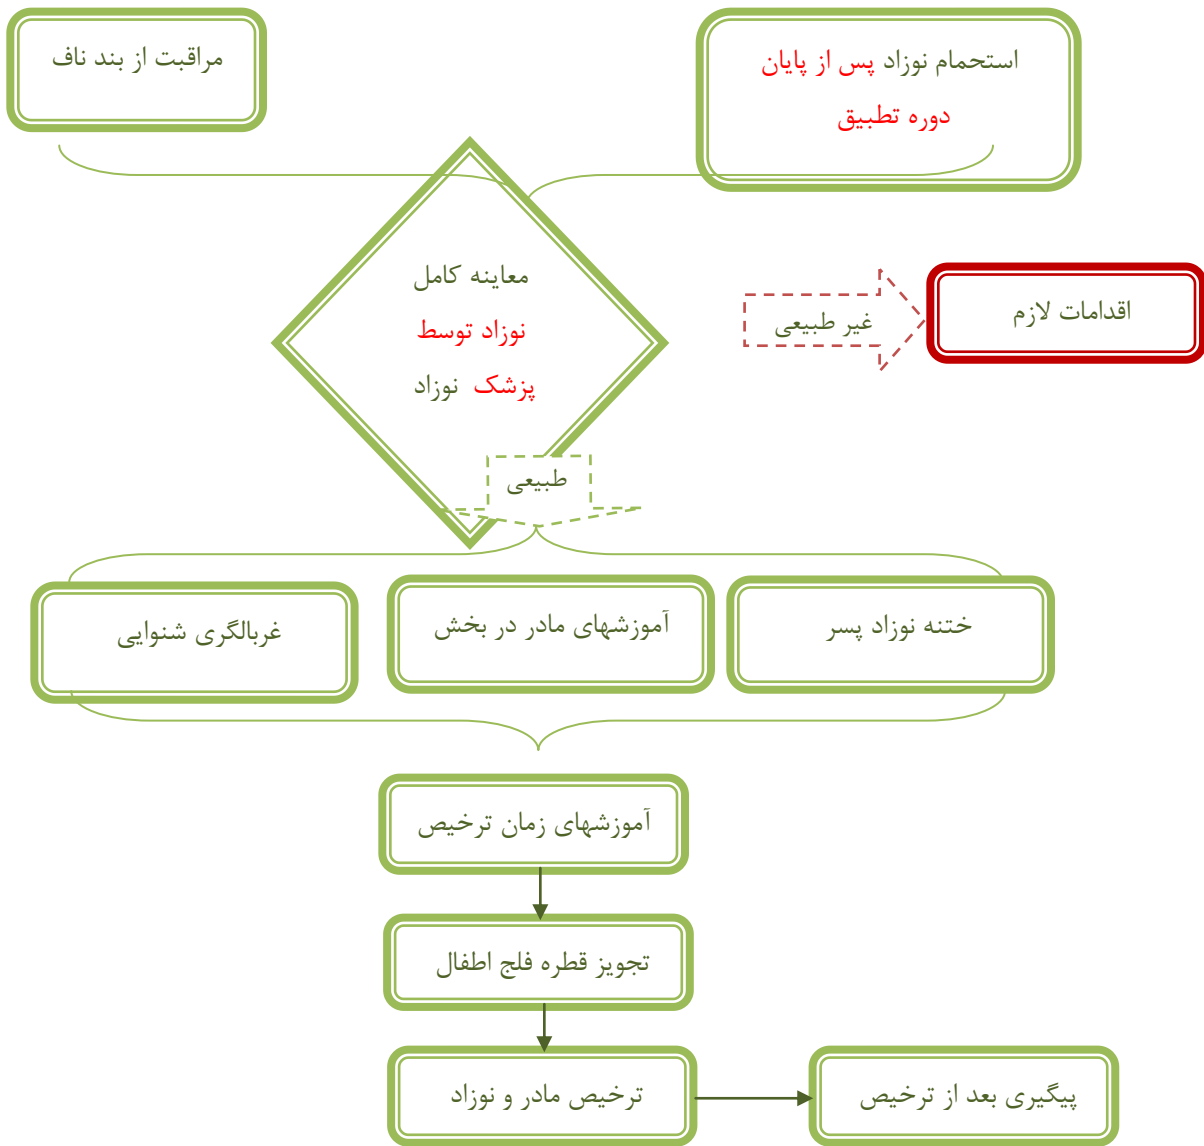 استحمام نوزاد پس از پایان
دوره تطبیق
مراقبت از بند ناف
معاینه کامل
نوزاد توسط
پزشک نوزاد
غیر طبیعی
اقدامات لازم
طبیعی
ختنه نوزاد پسر
آموزشهای مادر در بخش
غربالگری شنوایی
آموزشهای زمان ترخیص
تجویز قطره فلج اطفال
ترخیص مادر و نوزاد
پیگیری بعد از ترخیص